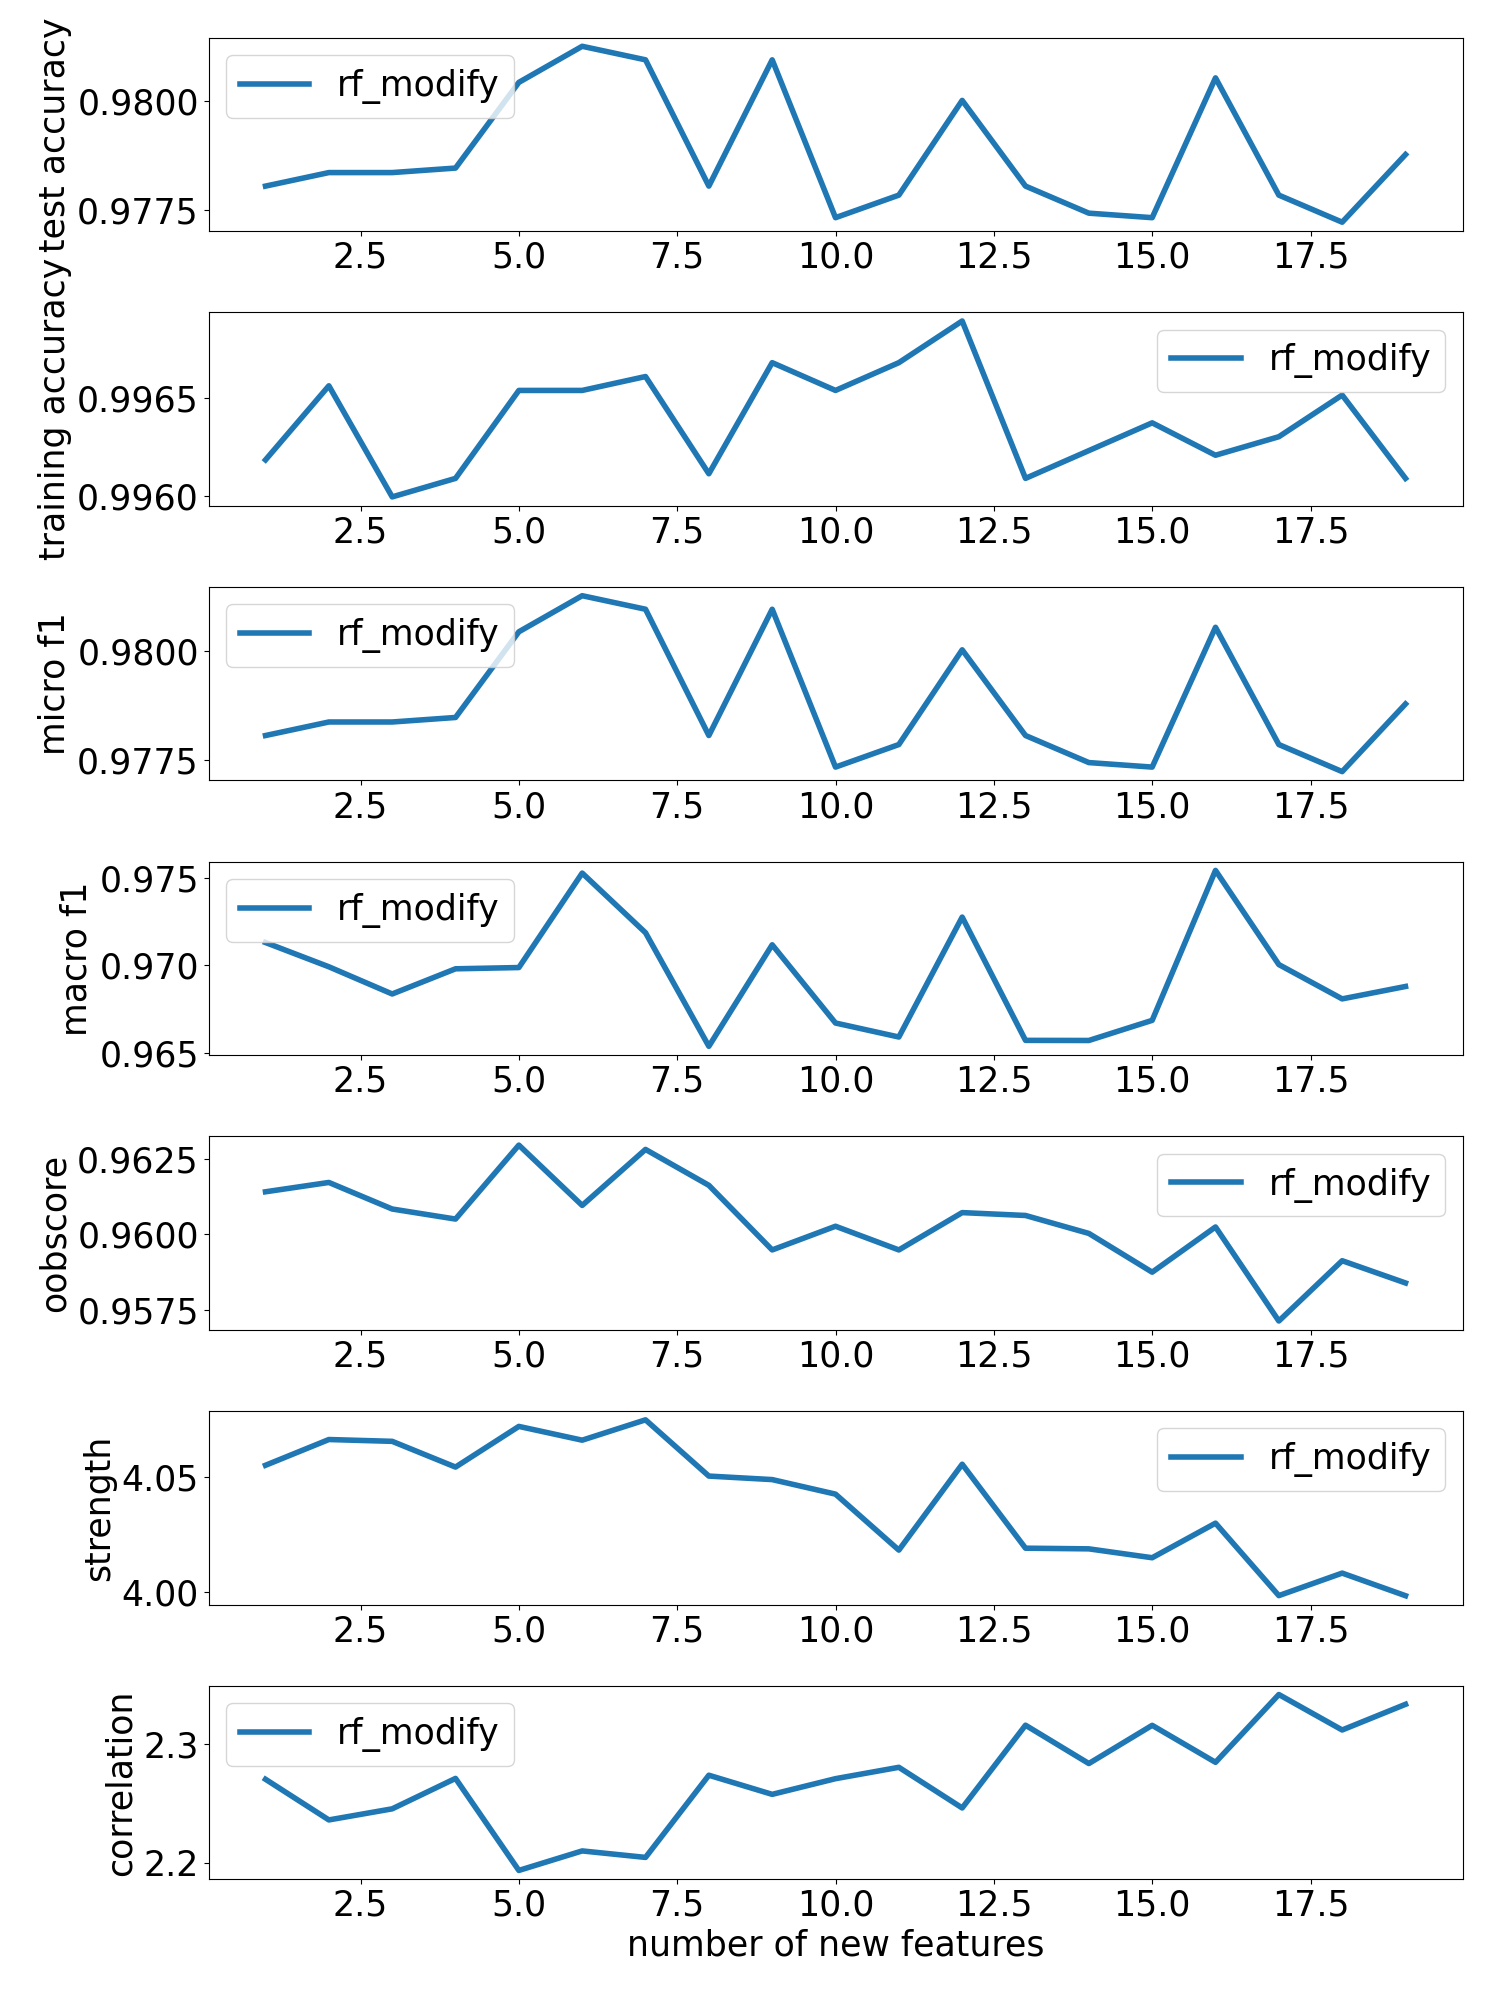 test accuracy
rf_modify
0.9800
0.9775
2.5 5.0 7.5 10.0 12.5 15.0 17.5
training accuracy
rf_modify
0.9965
0.9960
2.5 5.0 7.5 10.0 12.5 15.0 17.5
micro f1
rf_modify
0.9800
0.9775
2.5 5.0 7.5 10.0 12.5 15.0 17.5
macro f1
rf_modify
0.975
0.970
0.965
2.5 5.0 7.5 10.0 12.5 15.0 17.5
oobscore
rf_modify
0.9625
0.9600
0.9575
2.5 5.0 7.5 10.0 12.5 15.0 17.5
strength
rf_modify
4.05
4.00
2.5 5.0 7.5 10.0 12.5 15.0 17.5
correlation
rf_modify
2.3
2.2
2.5 5.0 7.5 10.0 12.5 15.0 17.5
number of new features